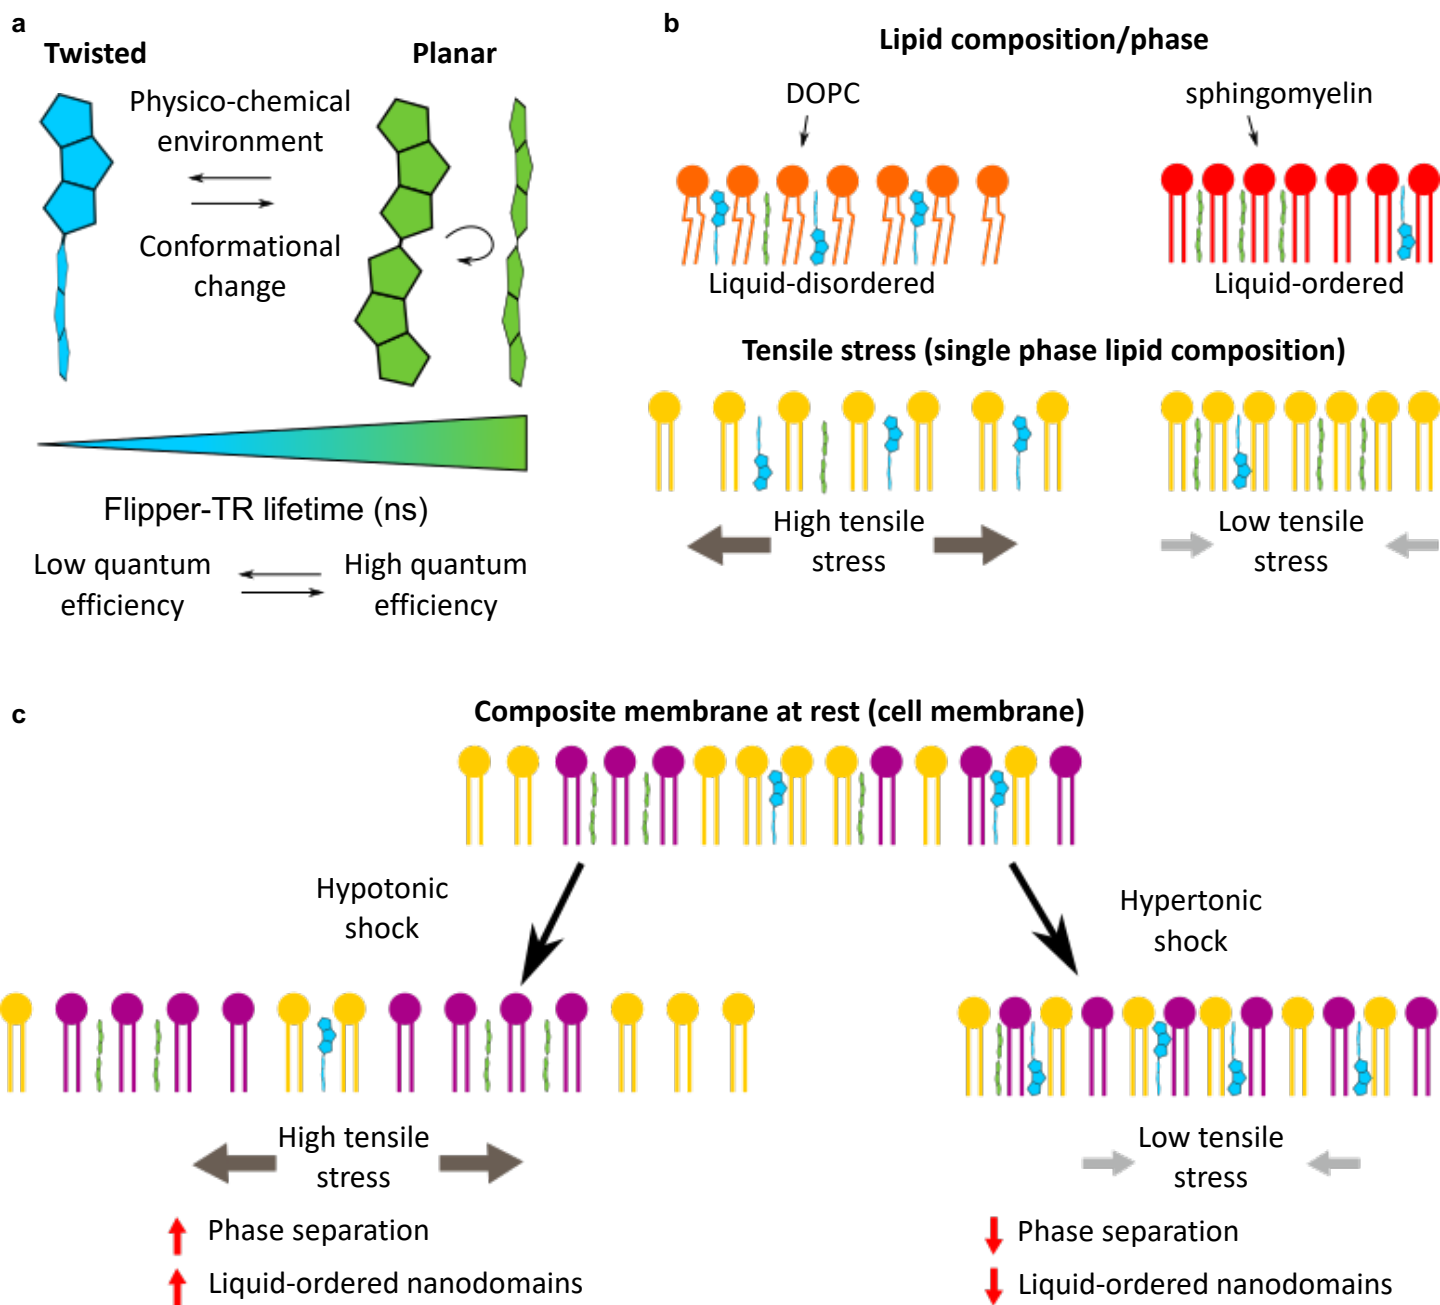 a
Twisted
Planar
Physico-chemical
environment
Conformational
change
Flipper-TR lifetime (ns)
Low quantum
efficiency
High quantum
efficiency
b
Lipid composition/phase
DOPC
sphingomyelin
Liquid-disordered
Liquid-ordered
Tensile stress (single phase lipid composition)
High tensile
stress
Low tensile
stress
c
Composite membrane at rest (cell membrane)
Hypotonic
shock
Hypertonic
shock
High tensile
stress
Phase separation
Liquid-ordered nanodomains
Low tensile
stress
Phase separation
Liquid-ordered nanodomains